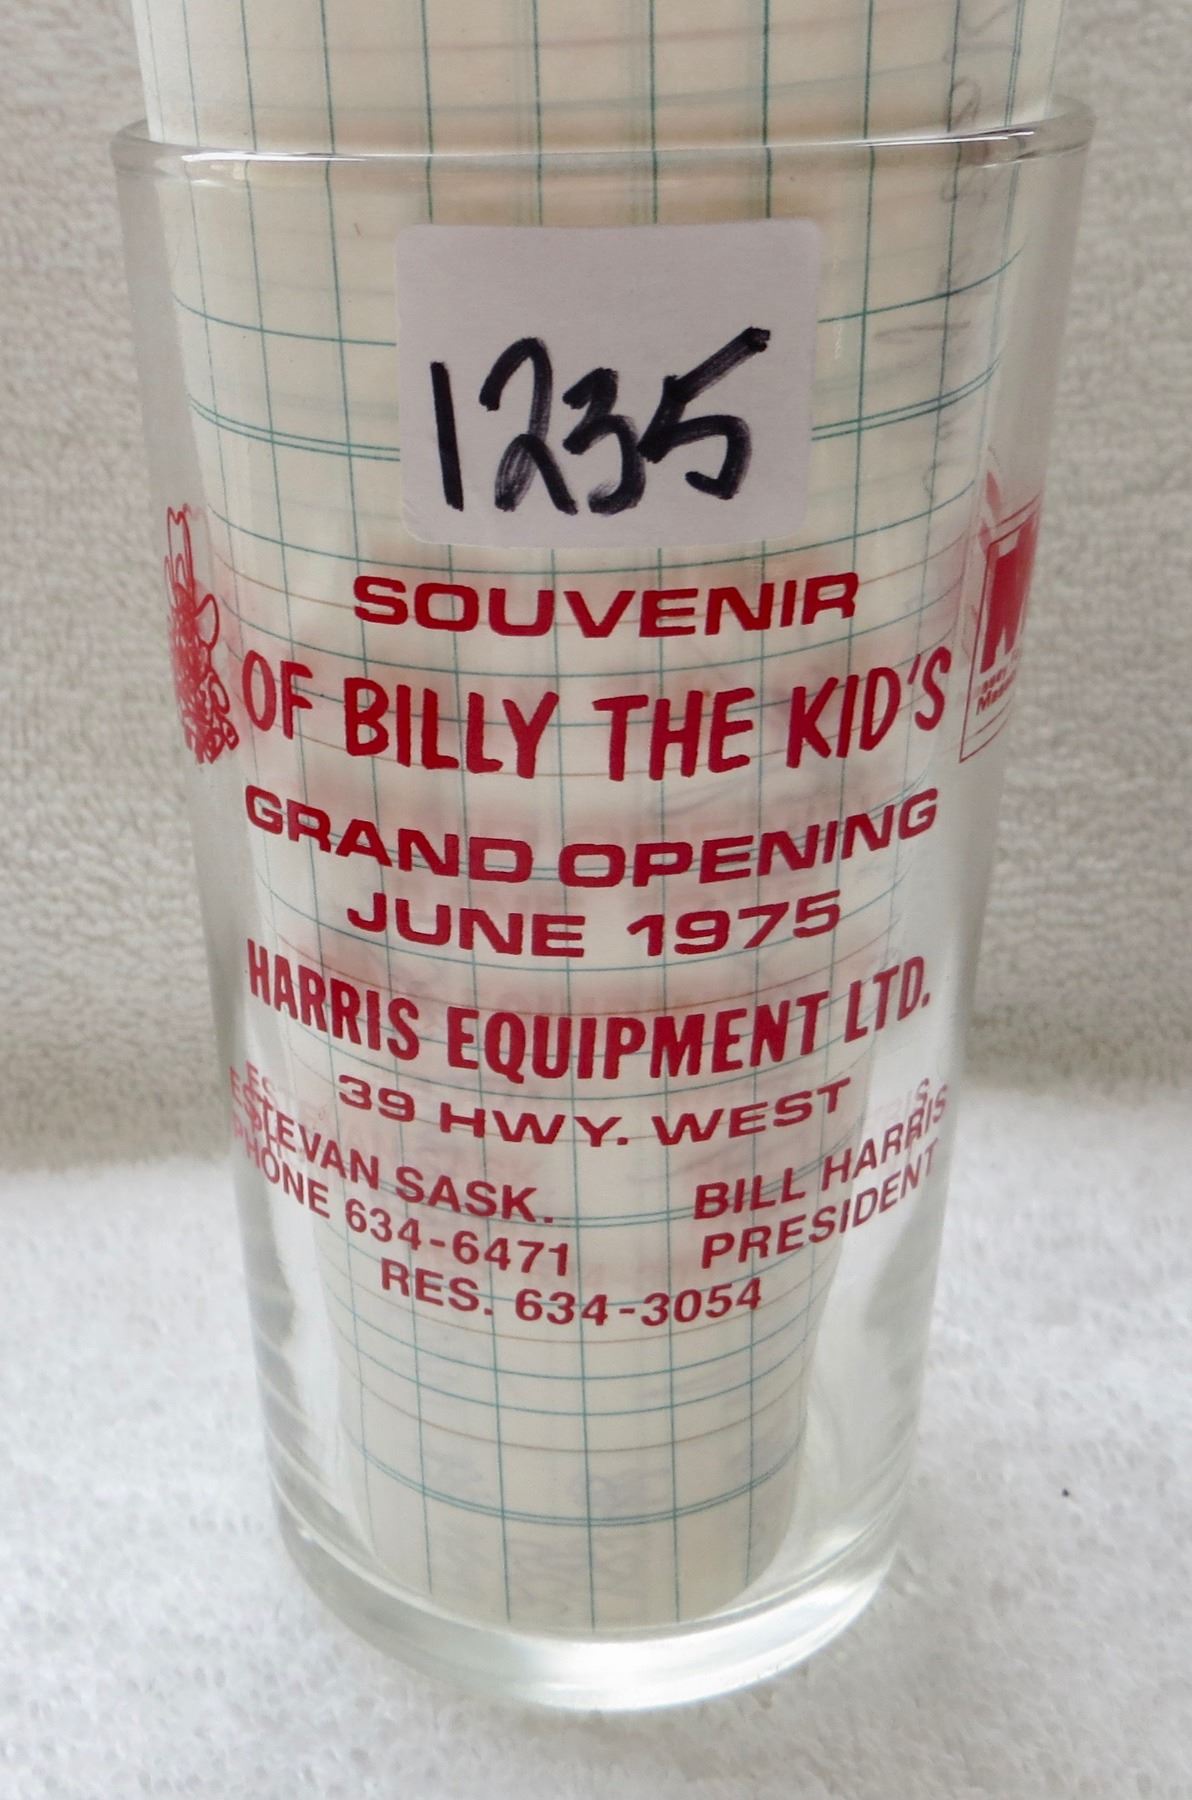 1235
SOUVENIR
OF BILLY THE KID'S
GRAND OPENING
JUNE 1975
HARRIS EQUIPMENT LTD.
39 HWY. WEST
ESTEVAN SASK.
PHONE 634-6471
BILL HARRIS
PRESIDENT
RES. 634-3054